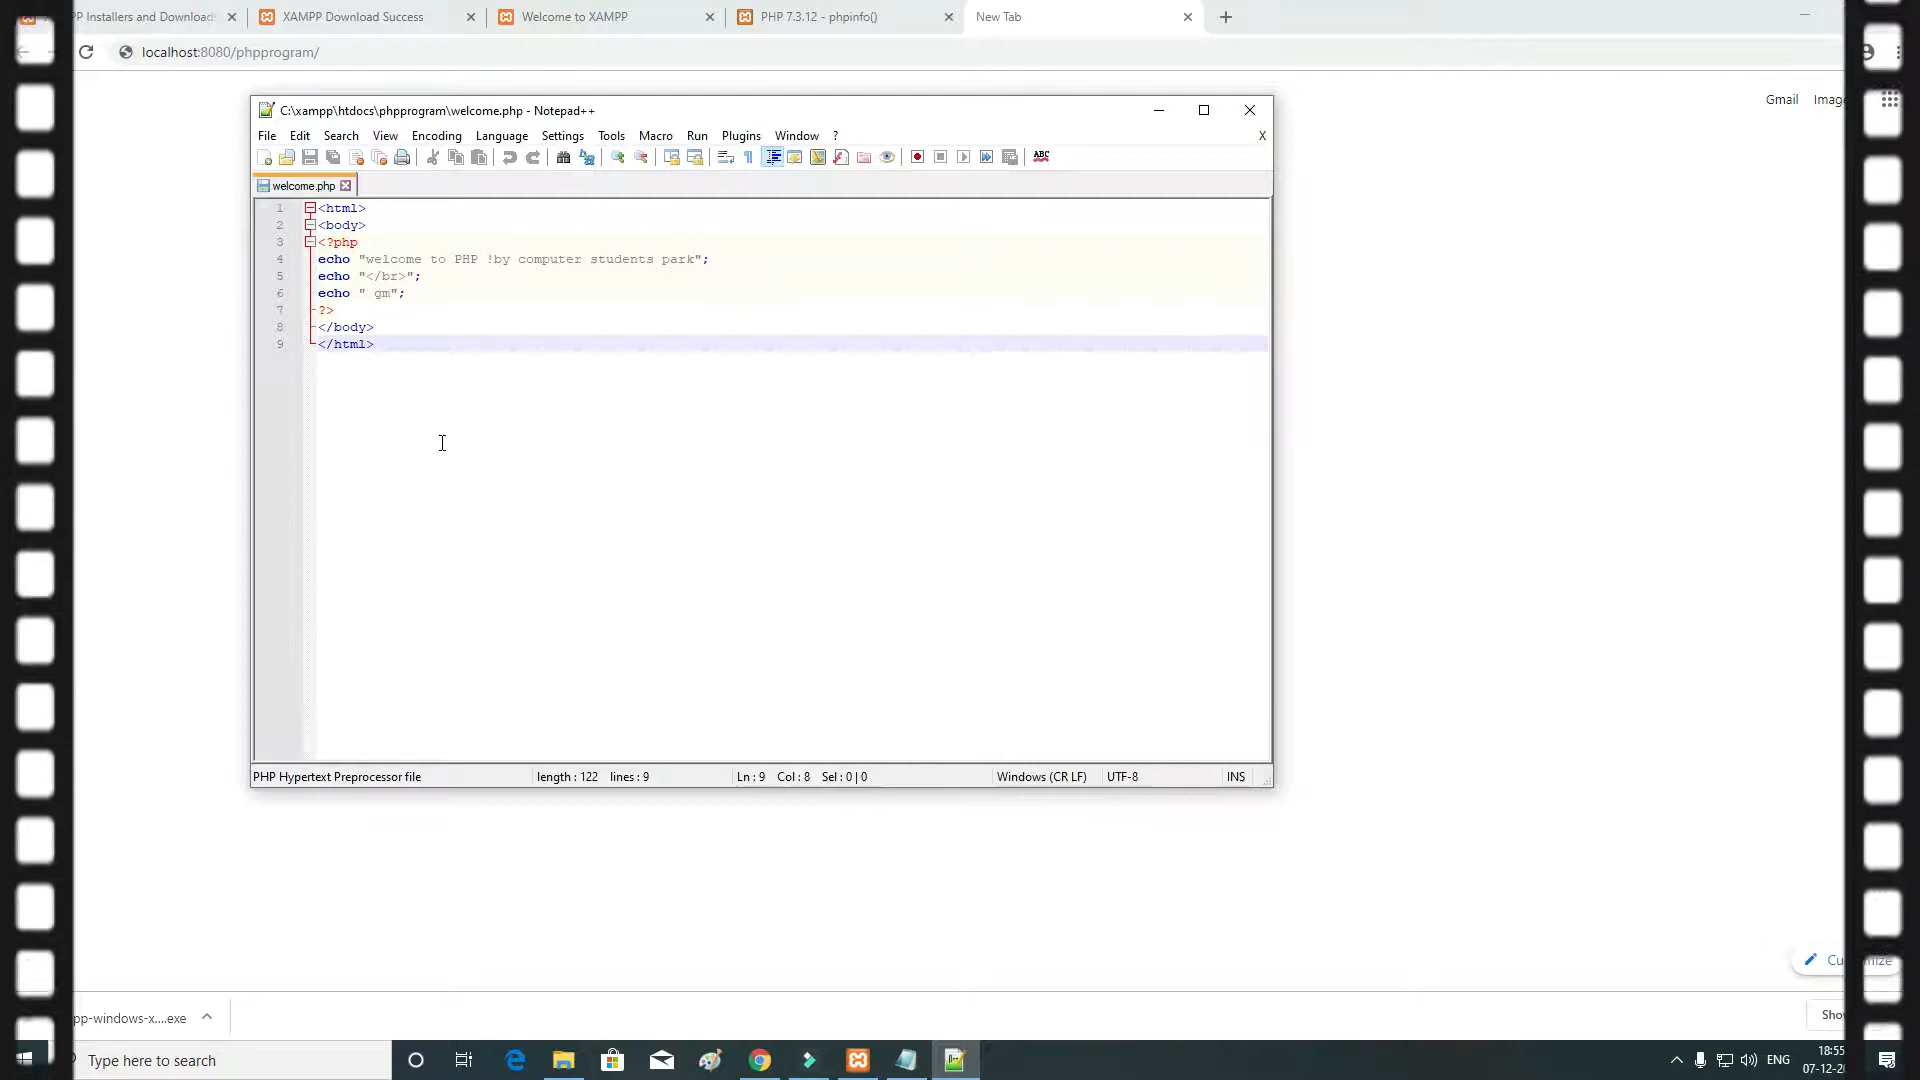 P Installers and Download
XAMPP Download Success
Welcome to XAMPP
PHP 7.3.12 - phpinfo()
New Tab
localhost:8080/phpprogram/
Gmail
C:\xampp\htdocs\phpprogram\welcome.php - Notepad++
File Edit Search View Encoding Language Settings Tools Macro Run Plugins Window ? X
ABC
welcome.php
1 <html>
2 <body>
3 <?php
4 echo "welcome to PHP !by computer students park";
5 echo "</br>";
6 echo " gm";
7 ?>
8 </body>
9 </html>
PHP Hypertext Preprocessor file length : 122 lines : 9 Ln : 9 Col : 8 Sel : 0 | 0 Windows (CR LF) UTF-8 INS
pp-windows-x....exe
Type here to search
ENG
18:55
07-12-2